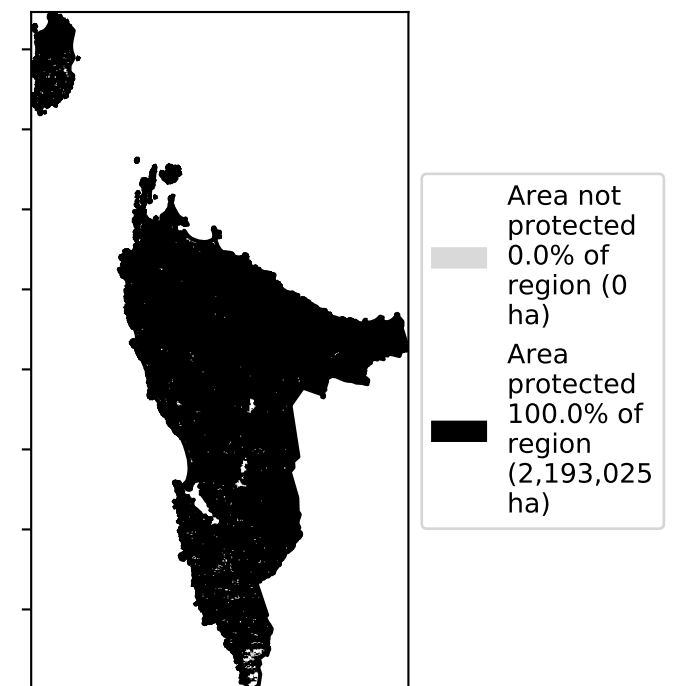 Area not
protected
0.0% of
region (0
ha)
Area
protected
100.0% of
region
(2,193,025
ha)